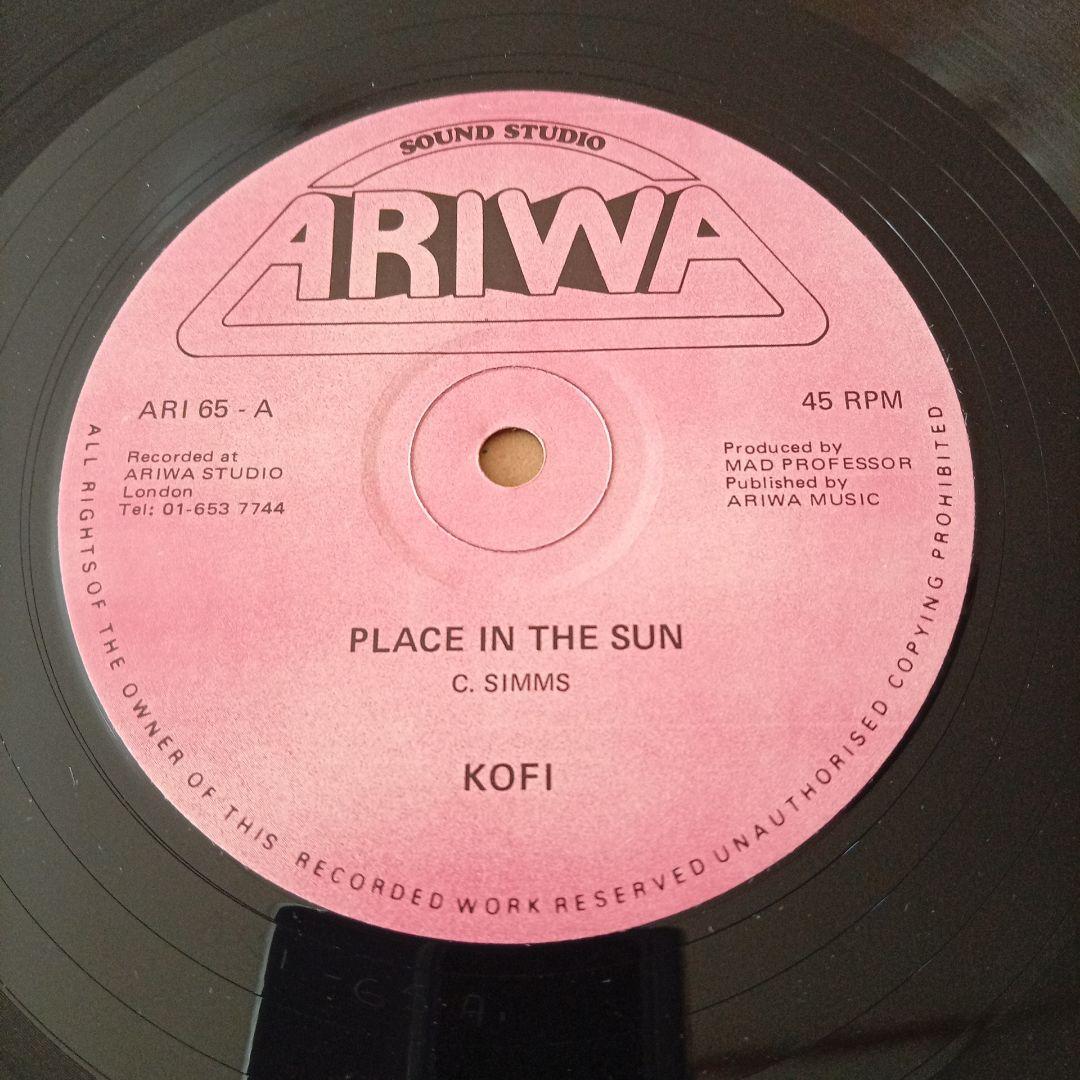 SOUND STUDIO
ARIWA
ARI 65 - A
45 RPM
Recorded at
ARIWA STUDIO
London
Tel: 01-653 7744
Produced by
MAD PROFESSOR
Published by
ARIWA MUSIC
PLACE IN THE SUN
C. SIMMS
KOFI
ALL RIGHTS OF THE OWNER OF THIS RECORDED WORK RESERVED UNAUTHORISED COPYING PROHIBITED